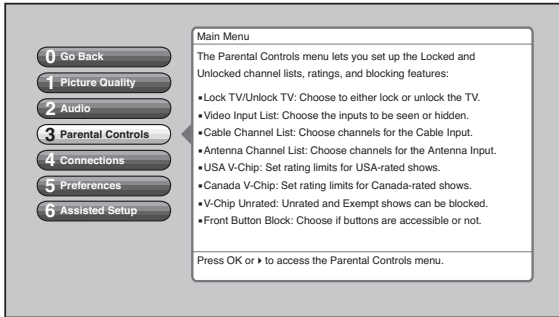 0 Go Back
1 Picture Quality
2 Audio
3 Parental Controls
4 Connections
5 Preferences
6 Assisted Setup
Main Menu
The Parental Controls menu lets you set up the Locked and
Unlocked channel lists, ratings, and blocking features:
▪Lock TV/Unlock TV: Choose to either lock or unlock the TV.
▪Video Input List: Choose the inputs to be seen or hidden.
▪Cable Channel List: Choose channels for the Cable Input.
▪Antenna Channel List: Choose channels for the Antenna Input.
▪USA V-Chip: Set rating limits for USA-rated shows.
▪Canada V-Chip: Set rating limits for Canada-rated shows.
▪V-Chip Unrated: Unrated and Exempt shows can be blocked.
▪Front Button Block: Choose if buttons are accessible or not.
Press OK or ▸ to access the Parental Controls menu.